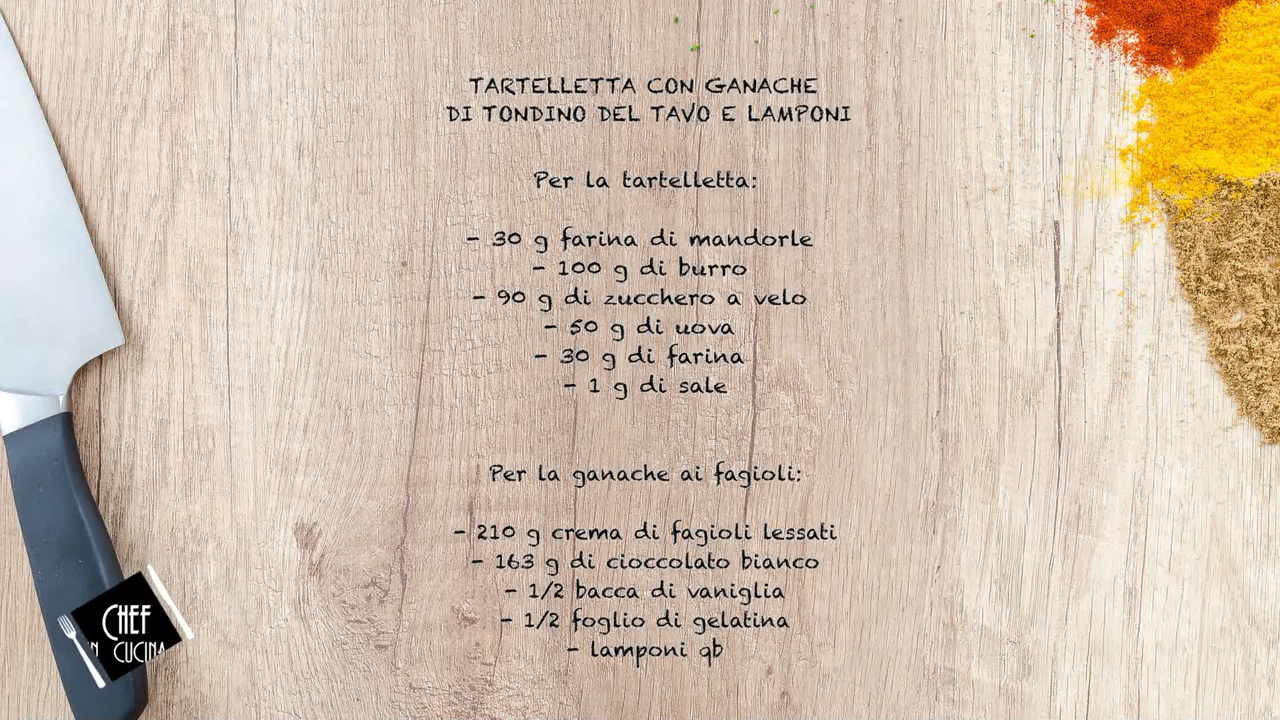 TARTELLETTA CON GANACHE
DI TONDINO DEL TAVO E LAMPONI
Per la tartelletta:
- 30 g farina di mandorle
- 100 g di burro
- 90 g di zucchero a velo
- 50 g di uova
- 30 g di farina
- 1 g di sale
Per la ganache ai fagioli:
- 210 g crema di fagioli lessati
- 163 g di cioccolato bianco
- 1/2 bacca di vaniglia
- 1/2 foglio di gelatina
- lamponi qb
CHEF
IN CUCINA